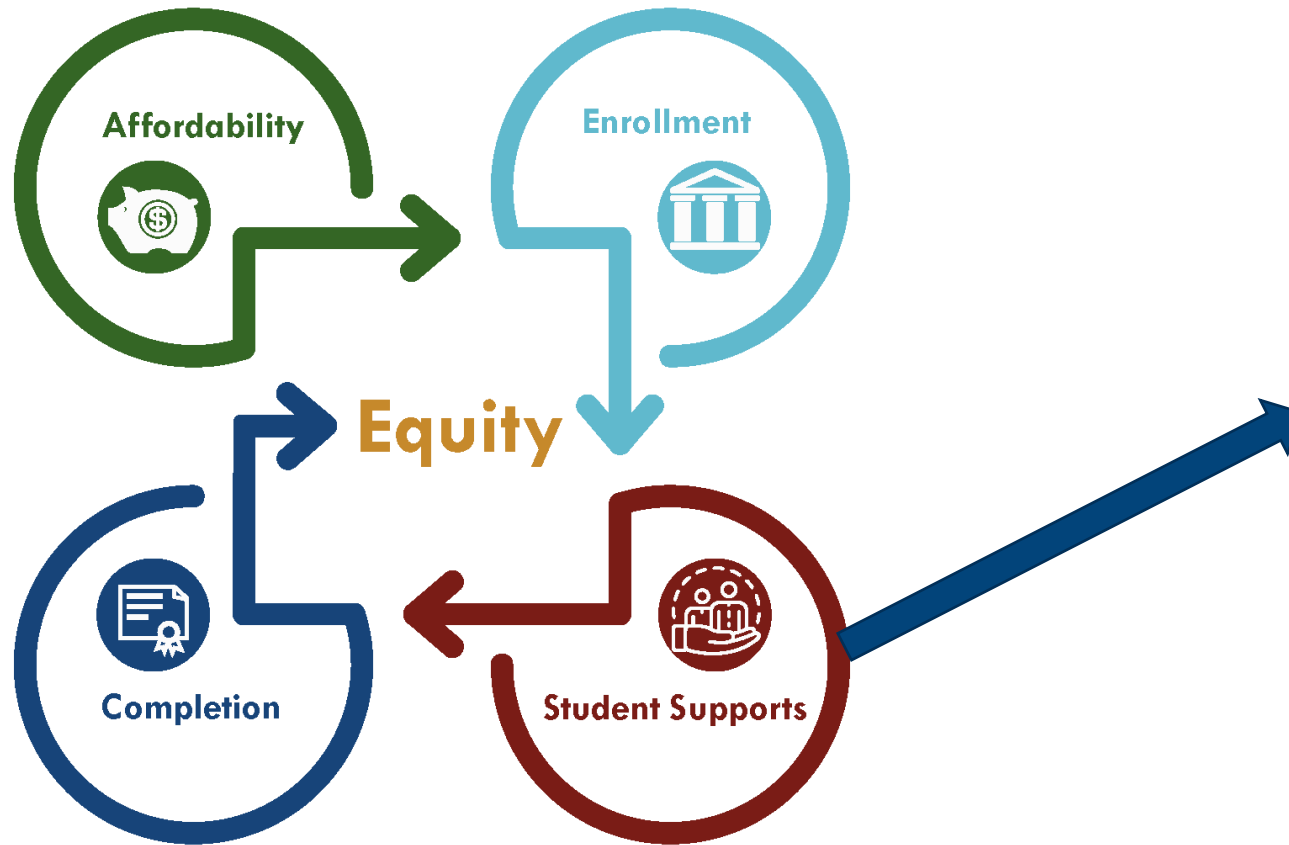 Affordability
Enrollment
$
Equity
Completion
Student Supports